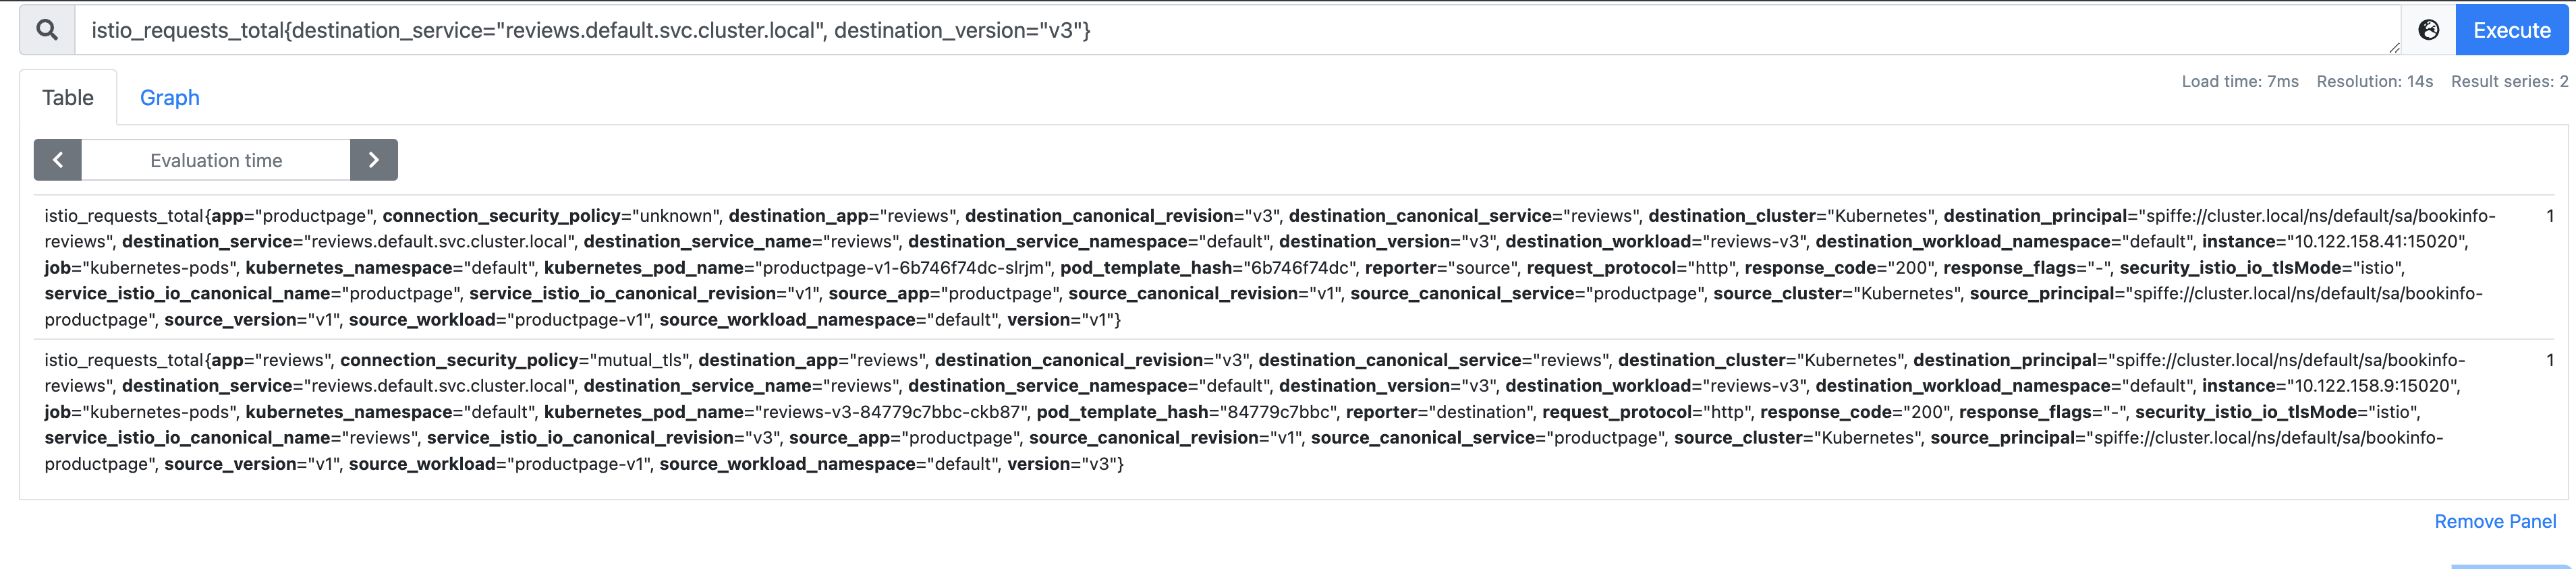 istio_requests_total{destination_service="reviews.default.svc.cluster.local", destination_version="v3"}
Execute
Table
Graph
Load time: 7ms Resolution: 14s Result series: 2
Evaluation time
istio_requests_total{app="productpage", connection_security_policy="unknown", destination_app="reviews", destination_canonical_revision="v3", destination_canonical_service="reviews", destination_cluster="Kubernetes", destination_principal="spiffe://cluster.local/ns/default/sa/bookinfo- 1
reviews", destination_service="reviews.default.svc.cluster.local", destination_service_name="reviews", destination_service_namespace="default", destination_version="v3", destination_workload="reviews-v3", destination_workload_namespace="default", instance="10.122.158.41:15020",
job="kubernetes-pods", kubernetes_namespace="default", kubernetes_pod_name="productpage-v1-6b746f74dc-slrjm", pod_template_hash="6b746f74dc", reporter="source", request_protocol="http", response_code="200", response_flags="-", security_istio_io_tlsMode="istio",
service_istio_io_canonical_name="productpage", service_istio_io_canonical_revision="v1", source_app="productpage", source_canonical_revision="v1", source_canonical_service="productpage", source_cluster="Kubernetes", source_principal="spiffe://cluster.local/ns/default/sa/bookinfo-
productpage", source_version="v1", source_workload="productpage-v1", source_workload_namespace="default", version="v1"}
istio_requests_total{app="reviews", connection_security_policy="mutual_tls", destination_app="reviews", destination_canonical_revision="v3", destination_canonical_service="reviews", destination_cluster="Kubernetes", destination_principal="spiffe://cluster.local/ns/default/sa/bookinfo- 1
reviews", destination_service="reviews.default.svc.cluster.local", destination_service_name="reviews", destination_service_namespace="default", destination_version="v3", destination_workload="reviews-v3", destination_workload_namespace="default", instance="10.122.158.9:15020",
job="kubernetes-pods", kubernetes_namespace="default", kubernetes_pod_name="reviews-v3-84779c7bbc-ckb87", pod_template_hash="84779c7bbc", reporter="destination", request_protocol="http", response_code="200", response_flags="-", security_istio_io_tlsMode="istio",
service_istio_io_canonical_name="reviews", service_istio_io_canonical_revision="v3", source_app="productpage", source_canonical_revision="v1", source_canonical_service="productpage", source_cluster="Kubernetes", source_principal="spiffe://cluster.local/ns/default/sa/bookinfo-
productpage", source_version="v1", source_workload="productpage-v1", source_workload_namespace="default", version="v3"}
Remove Panel